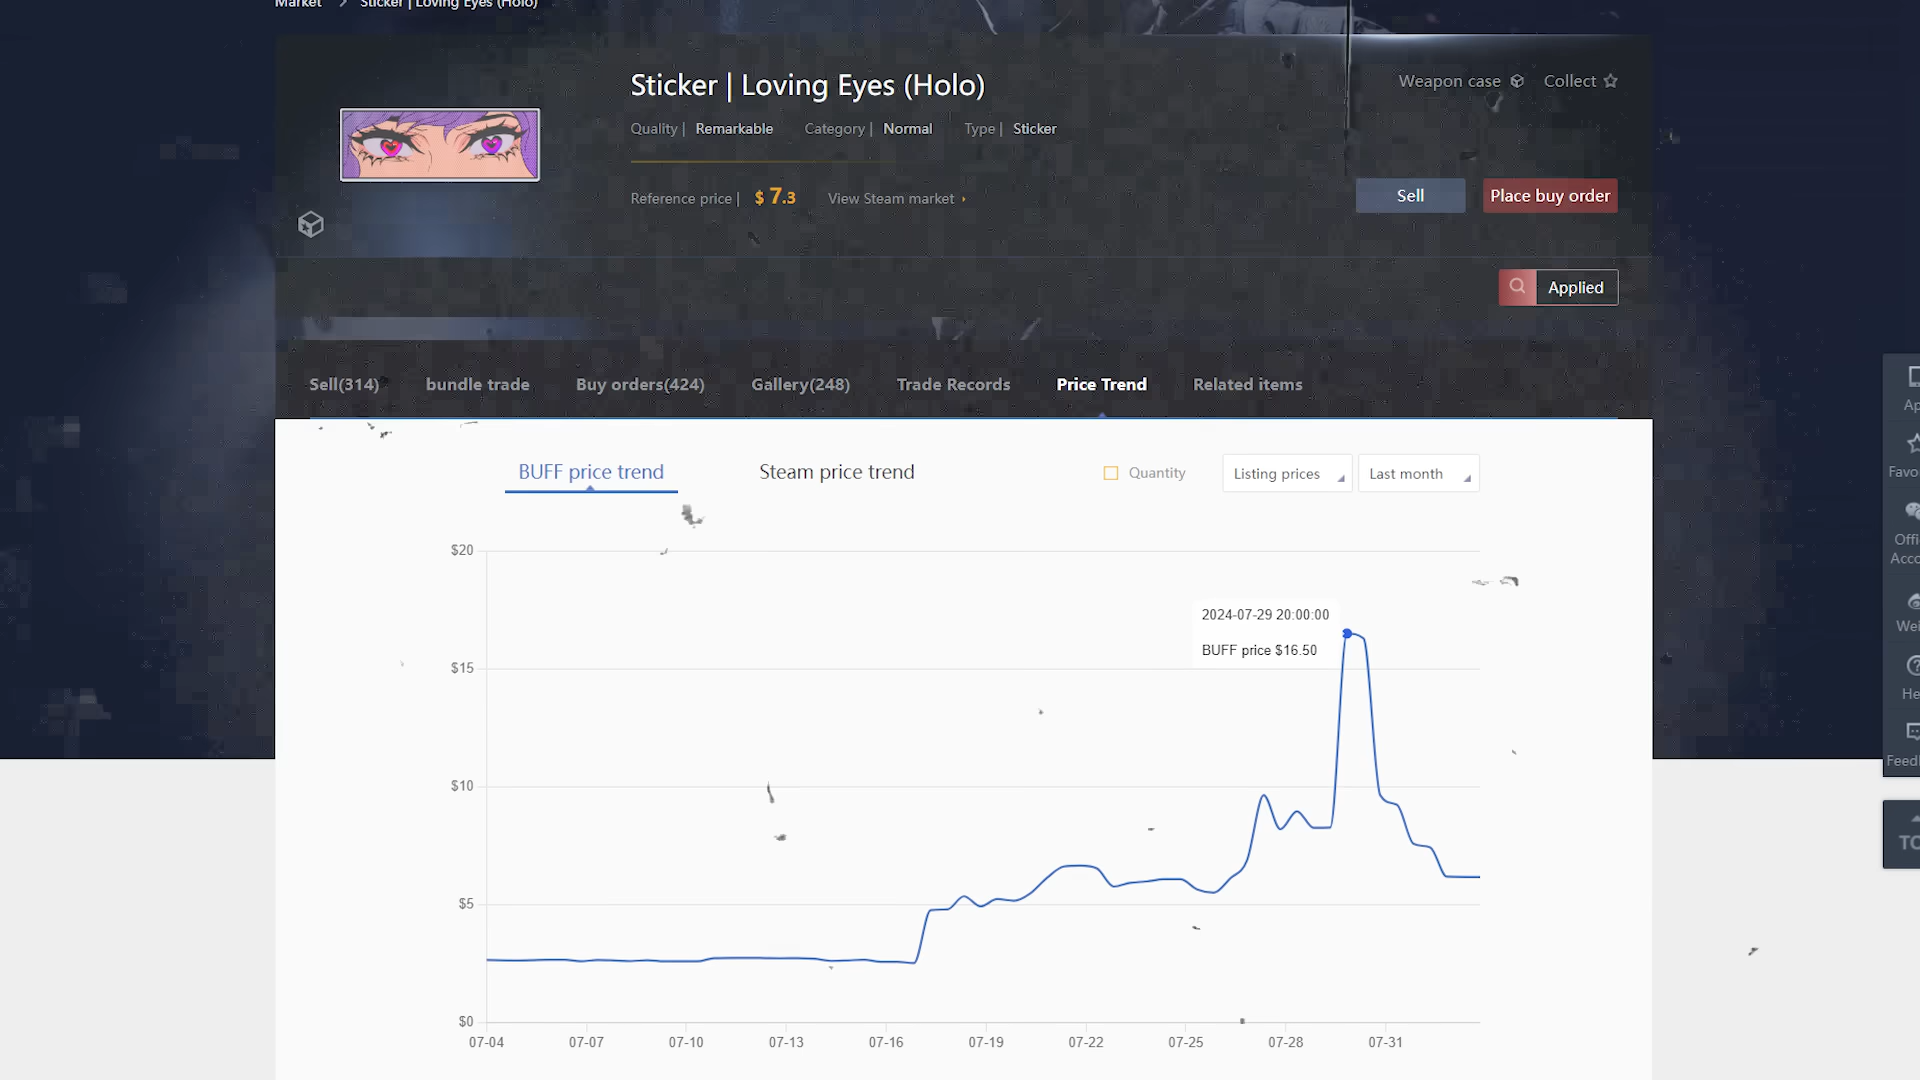 Market > Sticker | Loving Eyes (Holo)
Sticker | Loving Eyes (Holo)
Weapon case
Collect
Quality | Remarkable Category | Normal Type | Sticker
Reference price | $ 7.3 View Steam market
Sell
Place buy order
Applied
Sell(314) bundle trade Buy orders(424) Gallery(248) Trade Records Price Trend Related items
BUFF price trend Steam price trend Quantity Listing prices Last month
$20
2024-07-29 20:00:00
BUFF price $16.50
$15
$10
$5
$0
07-04 07-07 07-10 07-13 07-16 07-19 07-22 07-25 07-28 07-31